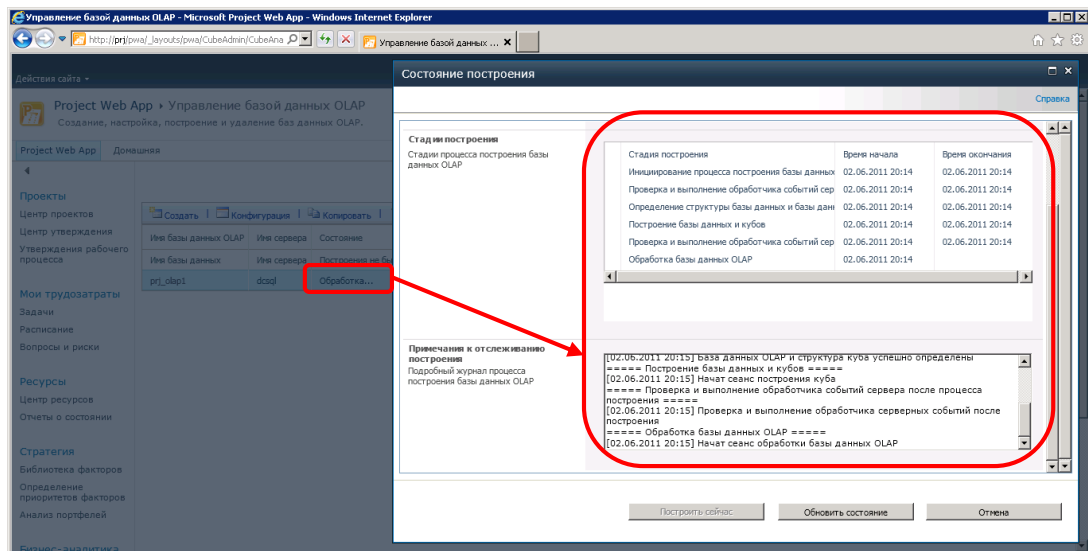 Управление базой данных OLAP - Microsoft Project Web App - Windows Internet Explorer
http://prj/pwa/_layouts/pwa/CubeAdmin/CubeAna
Управление базой данных ...
Действия сайта
Состояние построения
Справка
Project Web App › Управление базой данных OLAP
Создание, настройка, построение и удаление баз данных OLAP.
Project Web App Домашняя
Проекты
Центр проектов
Центр утверждения
Утверждения рабочего
процесса
Мои трудозатраты
Задачи
Расписание
Вопросы и риски
Ресурсы
Центр ресурсов
Отчеты о состоянии
Стратегия
Библиотека факторов
Определение
приоритетов факторов
Анализ портфелей
Бизнес-аналитика
Создать | Конфигурация | Копировать |
Имя базы данных OLAP Имя сервера Состояние
Имя базы данных Имя сервера Построения не бы
prj_olap1 dcsql Обработка...
Стадии построения
Стадии процесса построения базы
данных OLAP
Стадия построения Время начала Время окончания
Инициирование процесса построения базы данных 02.06.2011 20:14 02.06.2011 20:14
Проверка и выполнение обработчика событий сер 02.06.2011 20:14 02.06.2011 20:14
Определение структуры базы данных и базы данн 02.06.2011 20:14 02.06.2011 20:14
Построение базы данных и кубов 02.06.2011 20:14 02.06.2011 20:14
Проверка и выполнение обработчика событий сер 02.06.2011 20:14 02.06.2011 20:14
Обработка базы данных OLAP 02.06.2011 20:14
Примечания к отслеживанию
построения
Подробный журнал процесса
построения базы данных OLAP
[02.06.2011 20:15] База данных OLAP и структура куба успешно определены
===== Построение базы данных и кубов =====
[02.06.2011 20:15] Начат сеанс построения куба
===== Проверка и выполнение обработчика событий сервера после процесса
построения =====
[02.06.2011 20:15] Проверка и выполнение обработчика серверных событий после
построения
===== Обработка базы данных OLAP =====
[02.06.2011 20:15] Начат сеанс обработки базы данных OLAP
Построить сейчас Обновить состояние Отмена